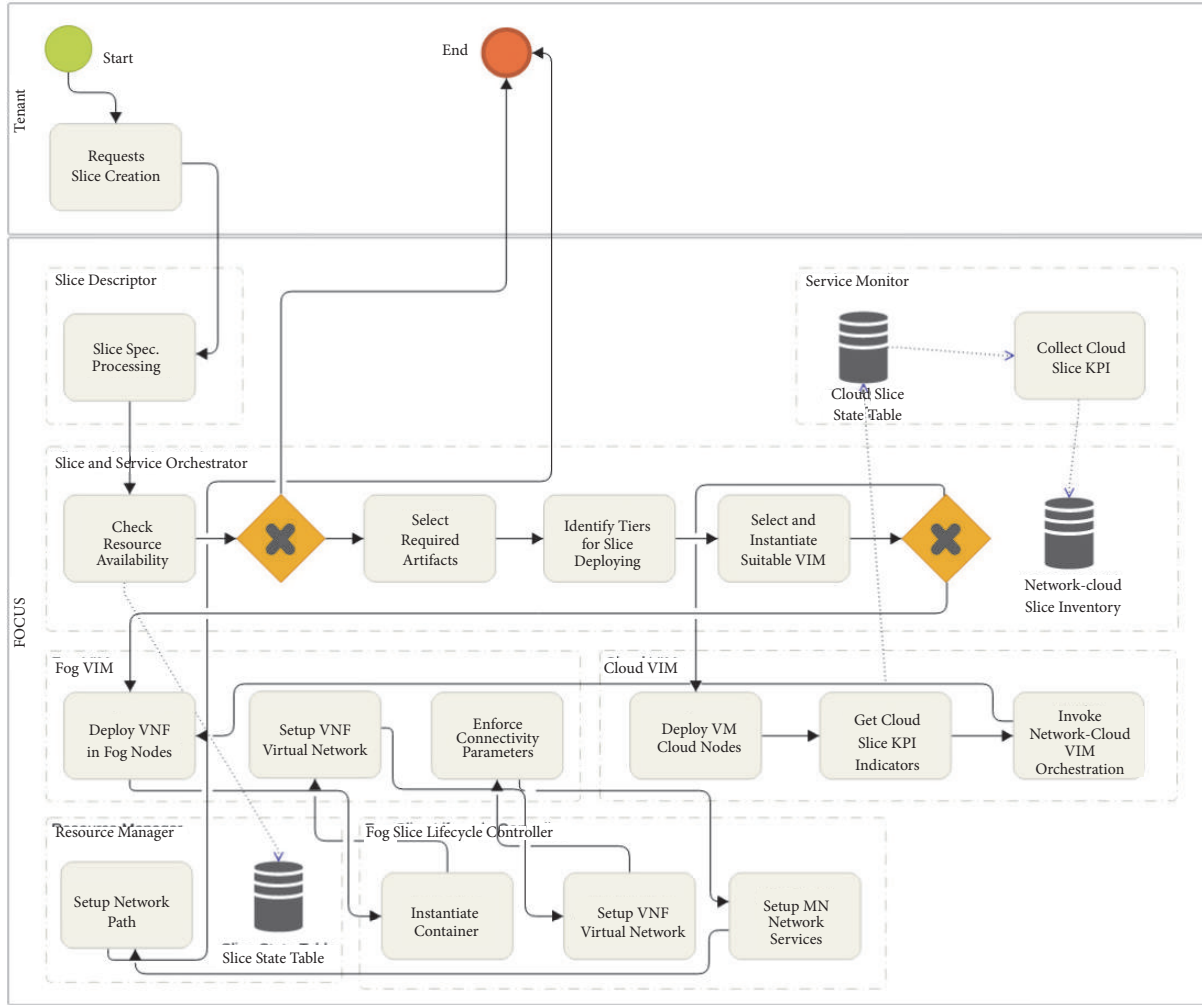 Tenant
Start
End
Requests
Slice Creation
FOCUS
Slice Descriptor
Slice Spec.
Processing
Service Monitor
Cloud Slice
State Table
Collect Cloud
Slice KPI
Slice and Service Orchestrator
Check
Resource
Availability
Select
Required
Artifacts
Identify Tiers
for Slice
Deploying
Select and
Instantiate
Suitable VIM
Network-cloud
Slice Inventory
Fog VIM
Deploy VNF
in Fog Nodes
Setup VNF
Virtual Network
Enforce
Connectivity
Parameters
Cloud VIM
Deploy VM
Cloud Nodes
Get Cloud
Slice KPI
Indicators
Invoke
Network-Cloud
VIM
Orchestration
Resource Manager
Setup Network
Path
Slice State Table
Fog Slice Lifecycle Controller
Instantiate
Container
Setup VNF
Virtual Network
Setup MN
Network
Services